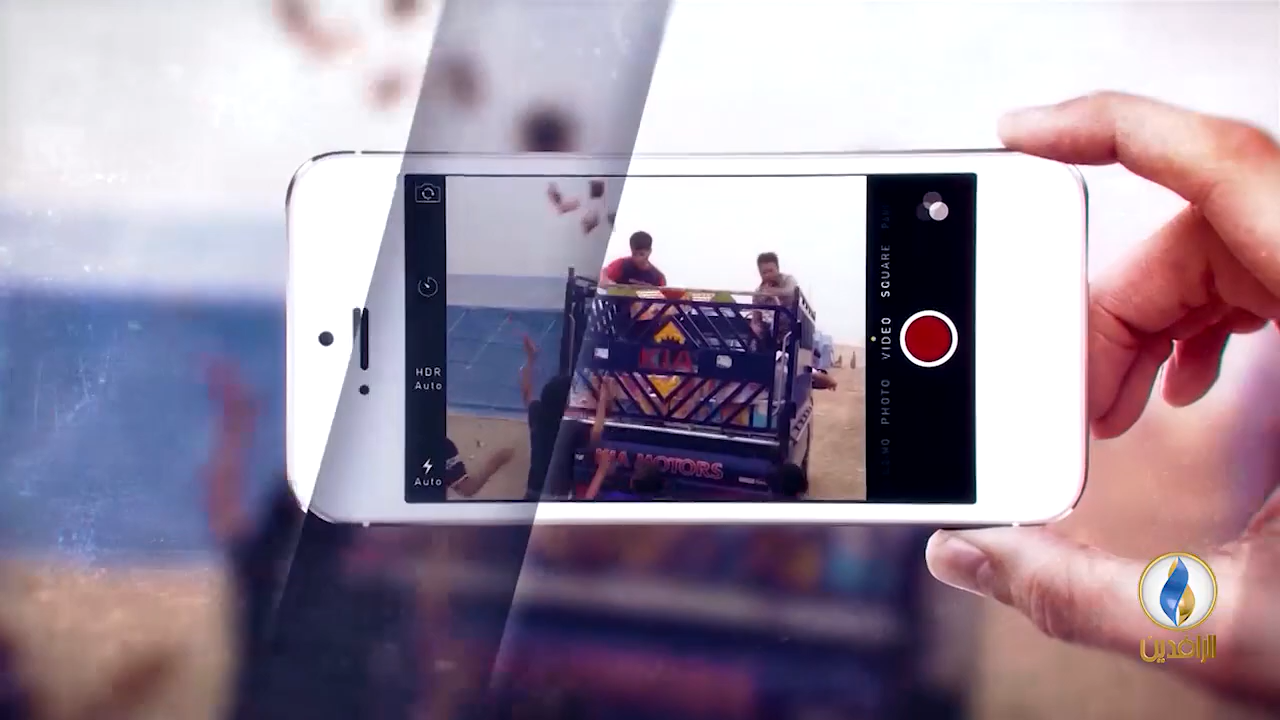 HDR
Auto
Auto
KIA
KIA MOTORS
SQUARE
VIDEO
PHOTO
الرافدين